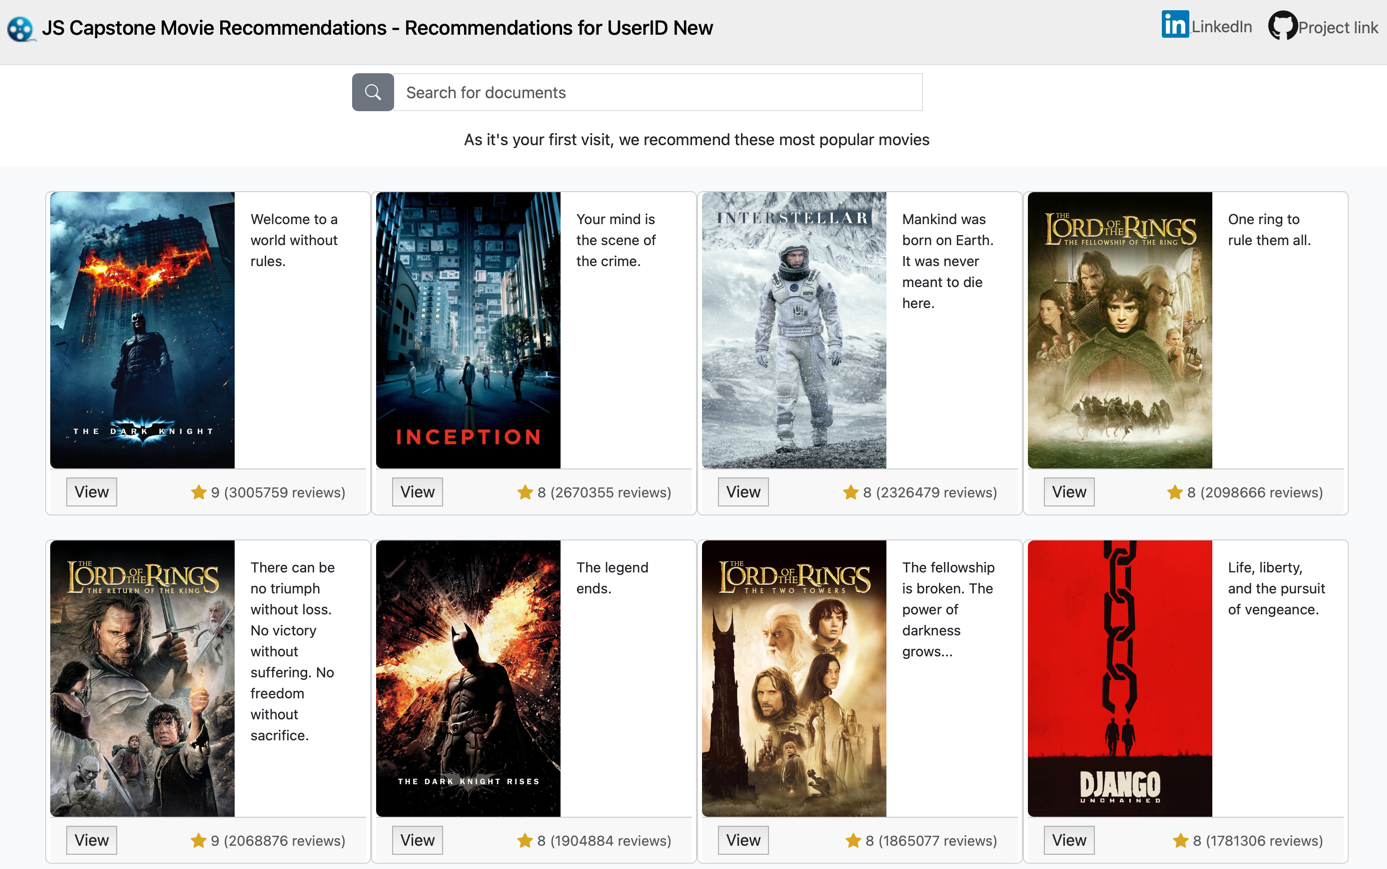 JS Capstone Movie Recommendations - Recommendations for UserID New
LinkedIn
Project link
Search for documents
As it's your first visit, we recommend these most popular movies
THE DARK KNIGHT
Welcome to a
world without
rules.
View
9 (3005759 reviews)
INCEPTION
Your mind is
the scene of
the crime.
View
8 (2670355 reviews)
INTERSTELLAR
Mankind was
born on Earth.
It was never
meant to die
here.
View
8 (2326479 reviews)
THE
LORD OF THE RINGS
THE FELLOWSHIP OF THE RING
One ring to
rule them all.
View
8 (2098666 reviews)
THE
LORD OF THE RINGS
THE RETURN OF THE KING
There can be
no triumph
without loss.
No victory
without
suffering. No
freedom
without
sacrifice.
View
9 (2068876 reviews)
THE DARK KNIGHT RISES
The legend
ends.
View
8 (1904884 reviews)
THE
LORD OF THE RINGS
THE TWO TOWERS
The fellowship
is broken. The
power of
darkness
grows...
View
8 (1865077 reviews)
DJANGO
UNCHAINED
Life, liberty,
and the pursuit
of vengeance.
View
8 (1781306 reviews)